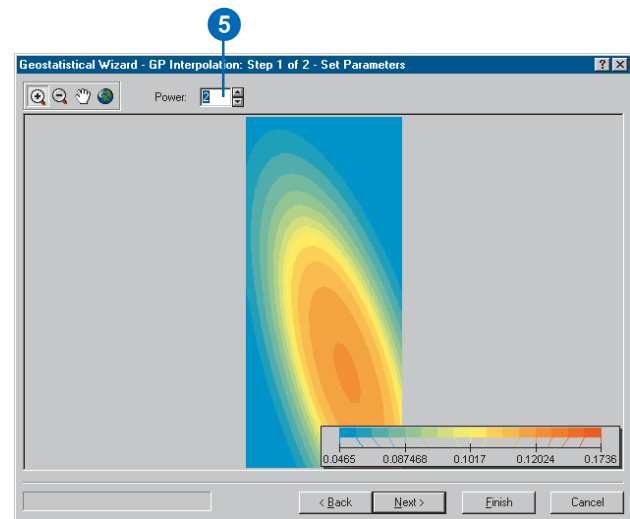 5
Geostatistical Wizard - GP Interpolation: Step 1 of 2 - Set Parameters
Power: 2
0.0465 0.087468 0.1017 0.12024 0.1736
< Back Next > Finish Cancel